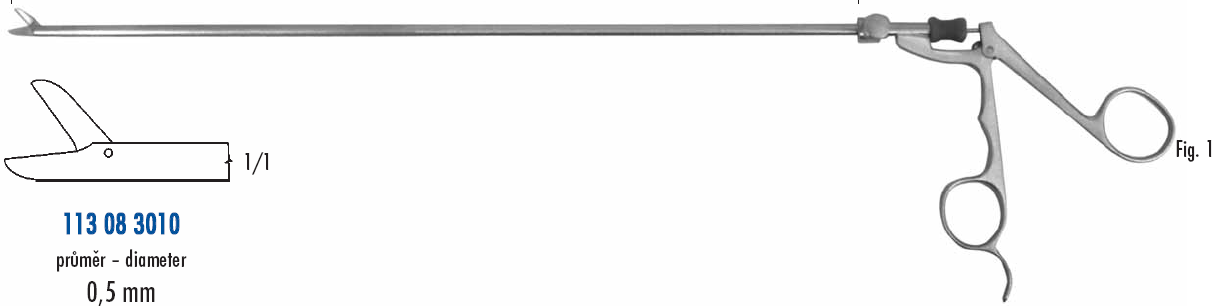 Fig. 1
1/1
113 08 3010
průměr – diameter
0,5 mm